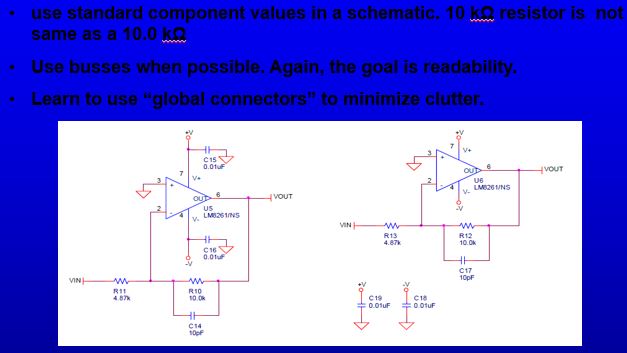 • use standard component values in a schematic. 10 kΩ resistor is not
same as a 10.0 kΩ
• Use busses when possible. Again, the goal is readability.
• Learn to use “global connectors” to minimize clutter.
+V
C15
0.01uF
7
V+
3
+
OUT
6
VOUT
2
-
4
V-
U5
LM8261/NS
C16
0.01uF
-V
VIN
R11
4.87k
R10
10.0k
C14
10pF
+V
7
V+
3
+
OUT
6
VOUT
2
-
4
V-
U6
LM8261/NS
-V
VIN
R13
4.87k
R12
10.0k
C17
10pF
+V
C19
0.01uF
-V
C18
0.01uF